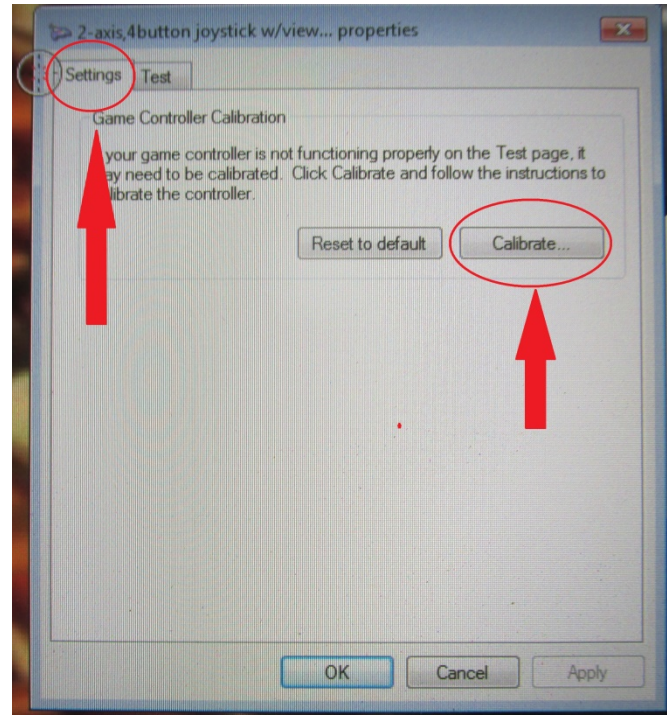 2-axis,4button joystick w/view... properties
Settings Test
Game Controller Calibration
your game controller is not functioning properly on the Test page, it
need to be calibrated. Click Calibrate and follow the instructions to
the controller.
Reset to default Calibrate...
OK Cancel Apply